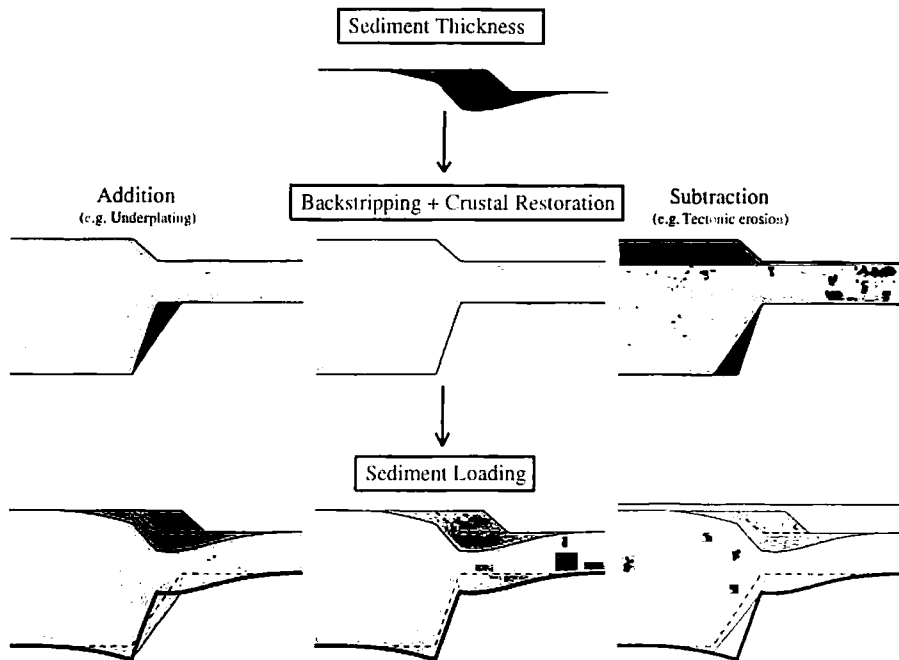 Sediment Thickness
Addition
(e.g. Underplating)
Backstripping + Crustal Restoration
Subtraction
(e.g. Tectonic erosion)
Sediment Loading